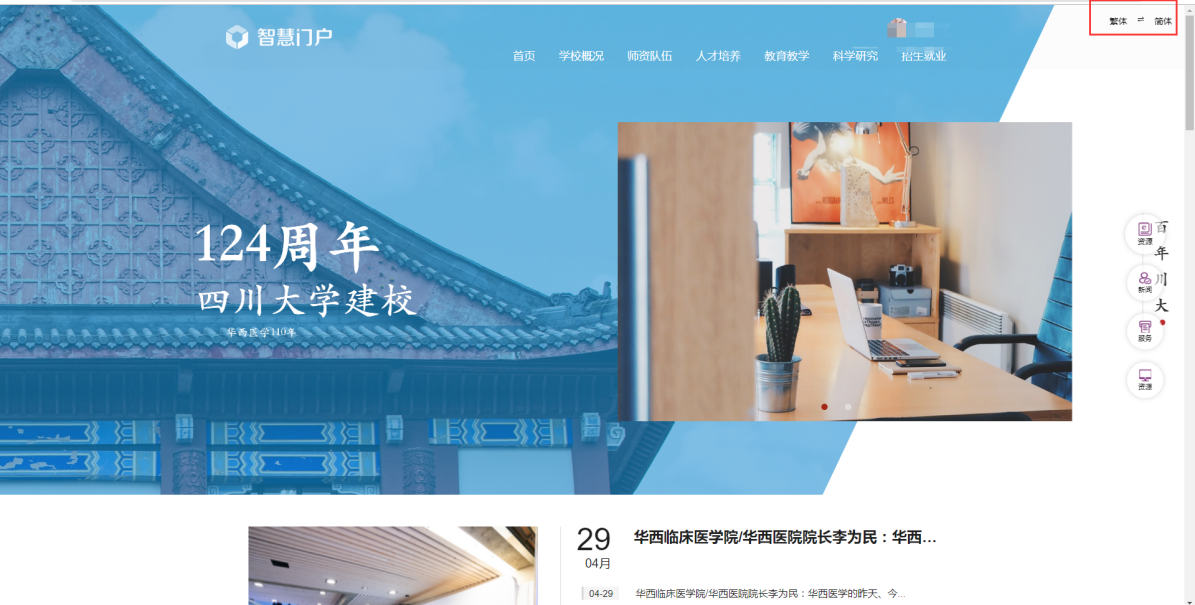 繁体 ⇌ 简体
智慧门户
首页 学校概况 师资队伍 人才培养 教育教学 科学研究 招生就业
124周年
四川大学建校
华西医学110年
百年川大
资源
新闻
服务
资源
29
04月
华西临床医学院/华西医院院长李为民：华西...
04-29 华西临床医学院/华西医院院长李为民：华西医学的昨天、今...